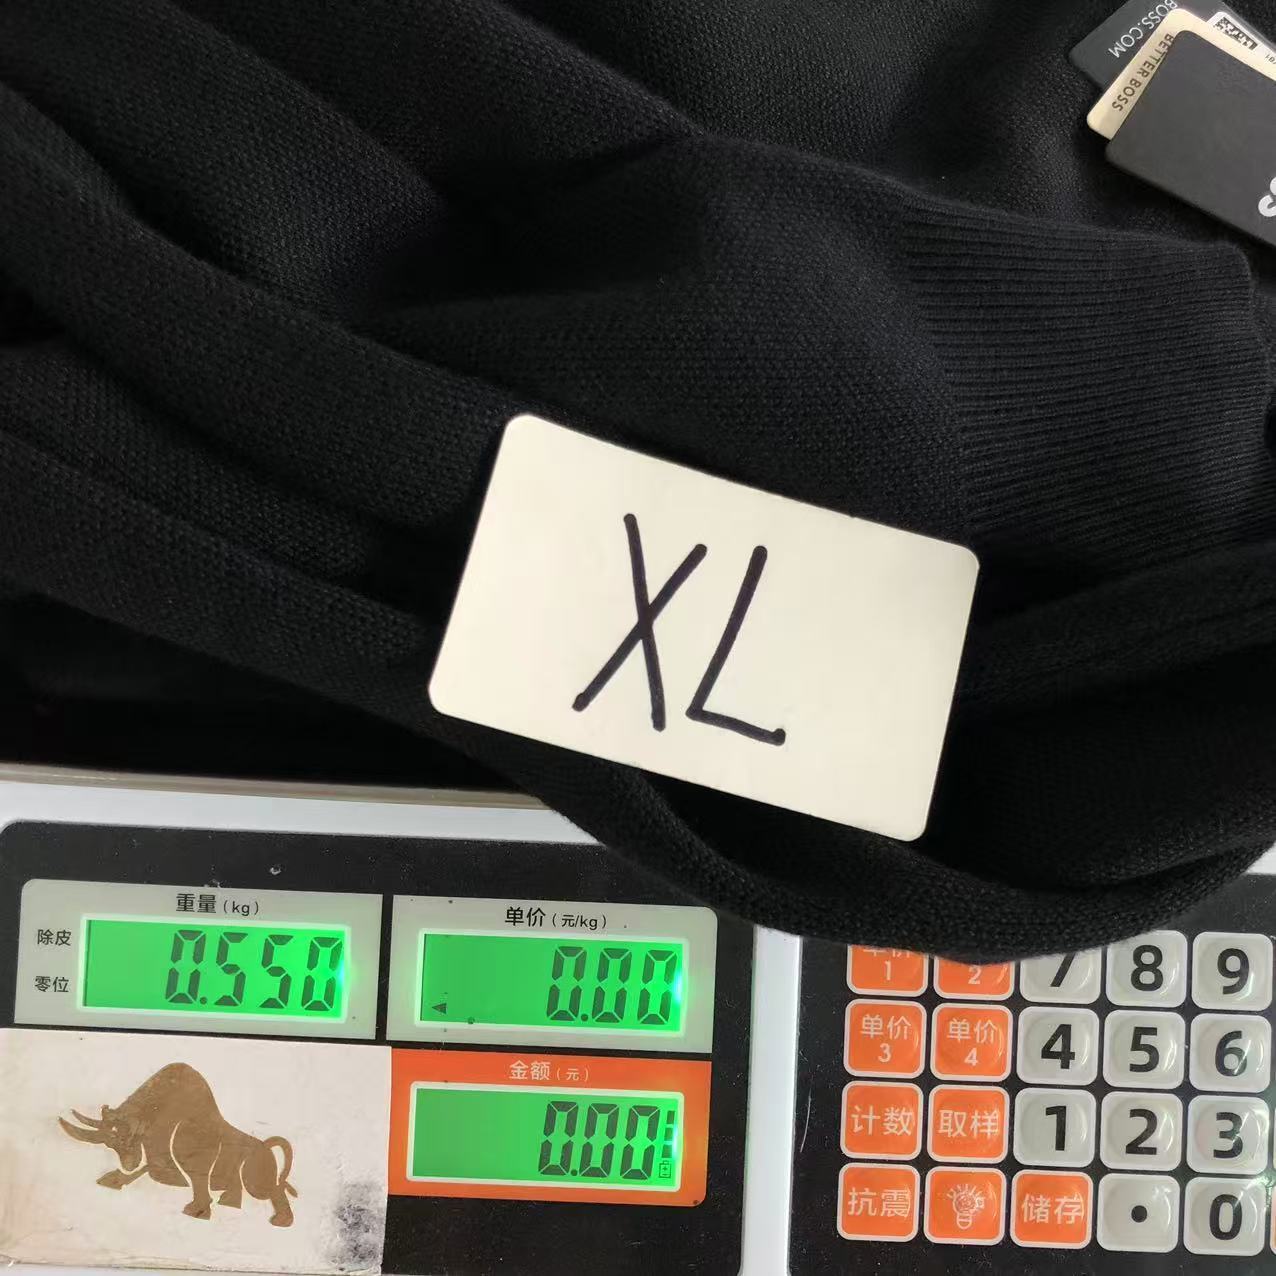 BOSS.COM
BETTER BOSS
XL
重量(kg)
除皮
零位
0.550
单价(元/kg)
0.00
金额(元)
0.00
单价 1
2
7
8
9
单价 3
单价 4
4
5
6
计数
取样
1
2
3
抗震
储存
•
0